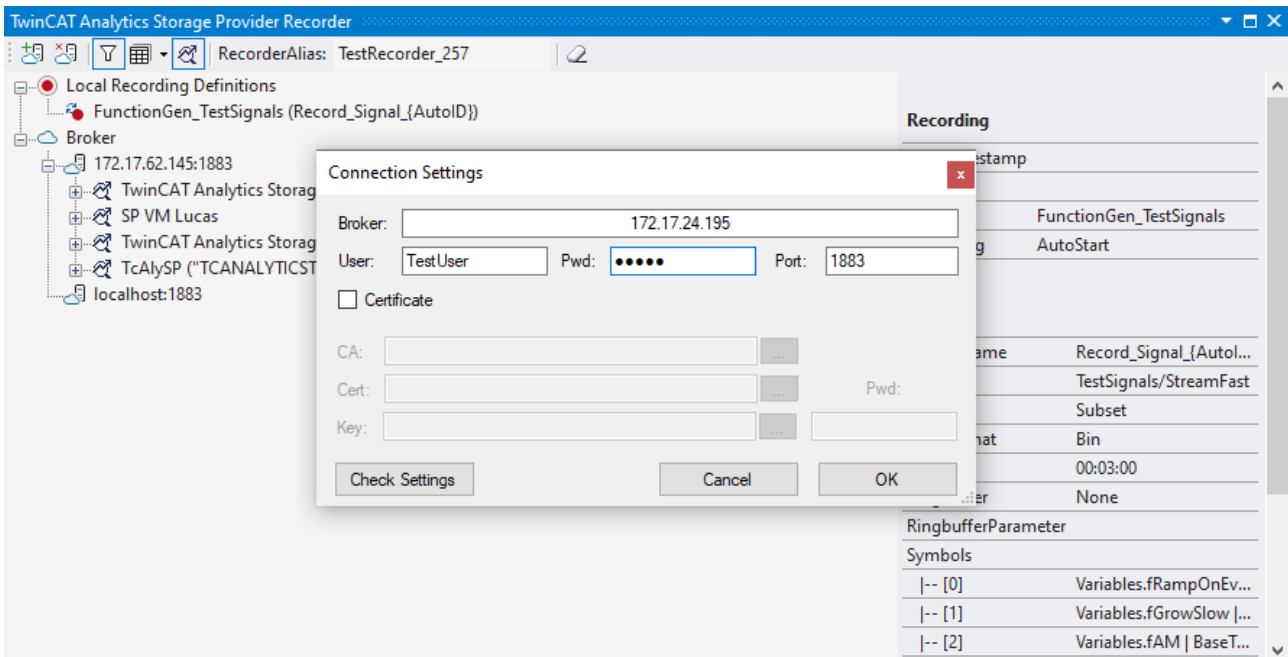 TwinCAT Analytics Storage Provider Recorder
RecorderAlias: TestRecorder_257
Local Recording Definitions
FunctionGen_TestSignals (Record_Signal_{AutoID})
Broker
172.17.62.145:1883
TwinCAT Analytics Storag
SP VM Lucas
TwinCAT Analytics Storag
TcAlySP ("TCANALYTICST
localhost:1883
Connection Settings
x
Broker: 172.17.24.195
User: TestUser Pwd: ●●●●● Port: 1883
Certificate
CA: ...
Cert: ... Pwd:
Key: ...
Check Settings Cancel OK
Recording
estamp
FunctionGen_TestSignals
g AutoStart
ame Record_Signal_{AutoI...
TestSignals/StreamFast
Subset
nat Bin
00:03:00
er None
RingbufferParameter
Symbols
|-- [0] Variables.fRampOnEv...
|-- [1] Variables.fGrowSlow |...
|-- [2] Variables.fAM | BaseT...